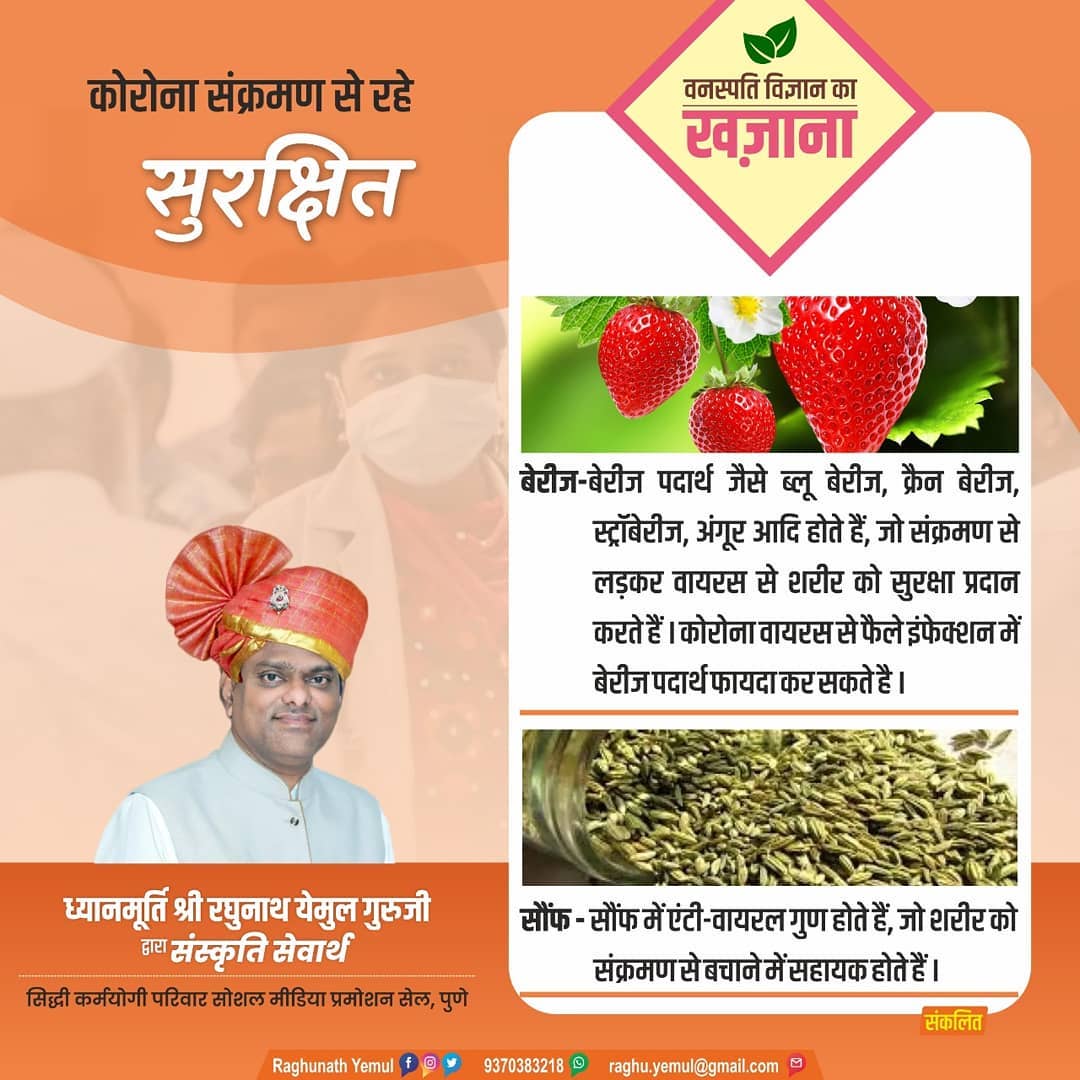 कोरोना संक्रमण से रहे
सुरक्षित
वनस्पति विज्ञान का
खज़ाना
बेरीज-बेरीज पदार्थ जैसे ब्लू बेरीज, क्रैन बेरीज,
स्ट्रॉबेरीज, अंगूर आदि होते हैं, जो संक्रमण से
लड़कर वायरस से शरीर को सुरक्षा प्रदान
करते हैं । कोरोना वायरस से फैले इंफेक्शन में
बेरीज पदार्थ फायदा कर सकते है ।
सौंफ - सौंफ में एंटी-वायरल गुण होते हैं, जो शरीर को
संक्रमण से बचाने में सहायक होते हैं ।
संकलित
ध्यानमूर्ति श्री रघुनाथ येमुल गुरुजी
द्वारा संस्कृति सेवार्थ
सिद्धी कर्मयोगी परिवार सोशल मीडिया प्रमोशन सेल, पुणे
Raghunath Yemul 9370383218 raghu.yemul@gmail.com